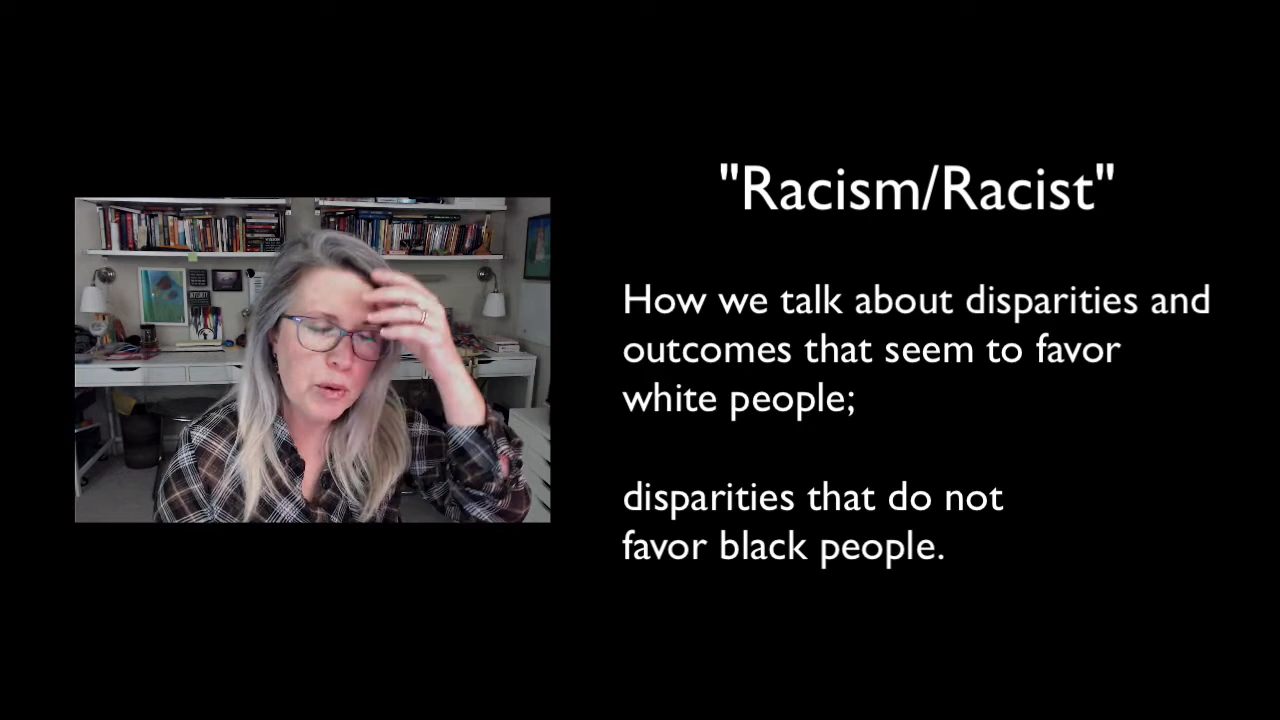 "Racism/Racist"
How we talk about disparities and
outcomes that seem to favor
white people;
disparities that do not
favor black people.